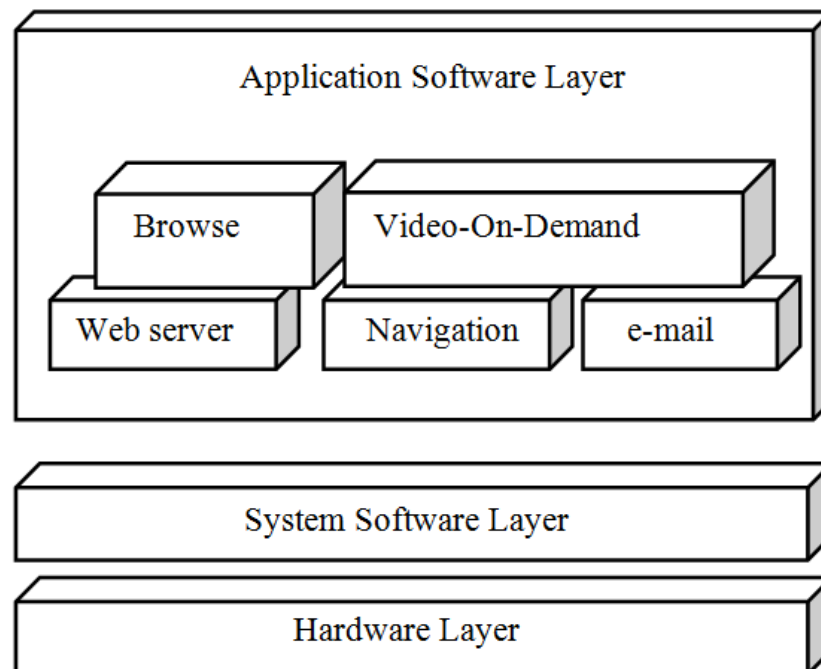 Application Software Layer
Browse
Video-On-Demand
Web server
Navigation
e-mail
System Software Layer
Hardware Layer